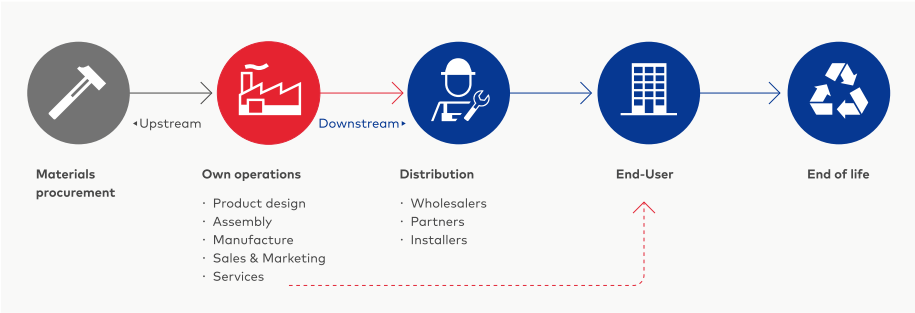 ◂Upstream
Downstream▸
Materials
procurement
Own operations
· Product design
· Assembly
· Manufacture
· Sales & Marketing
· Services
Distribution
· Wholesalers
· Partners
· Installers
End-User
End of life